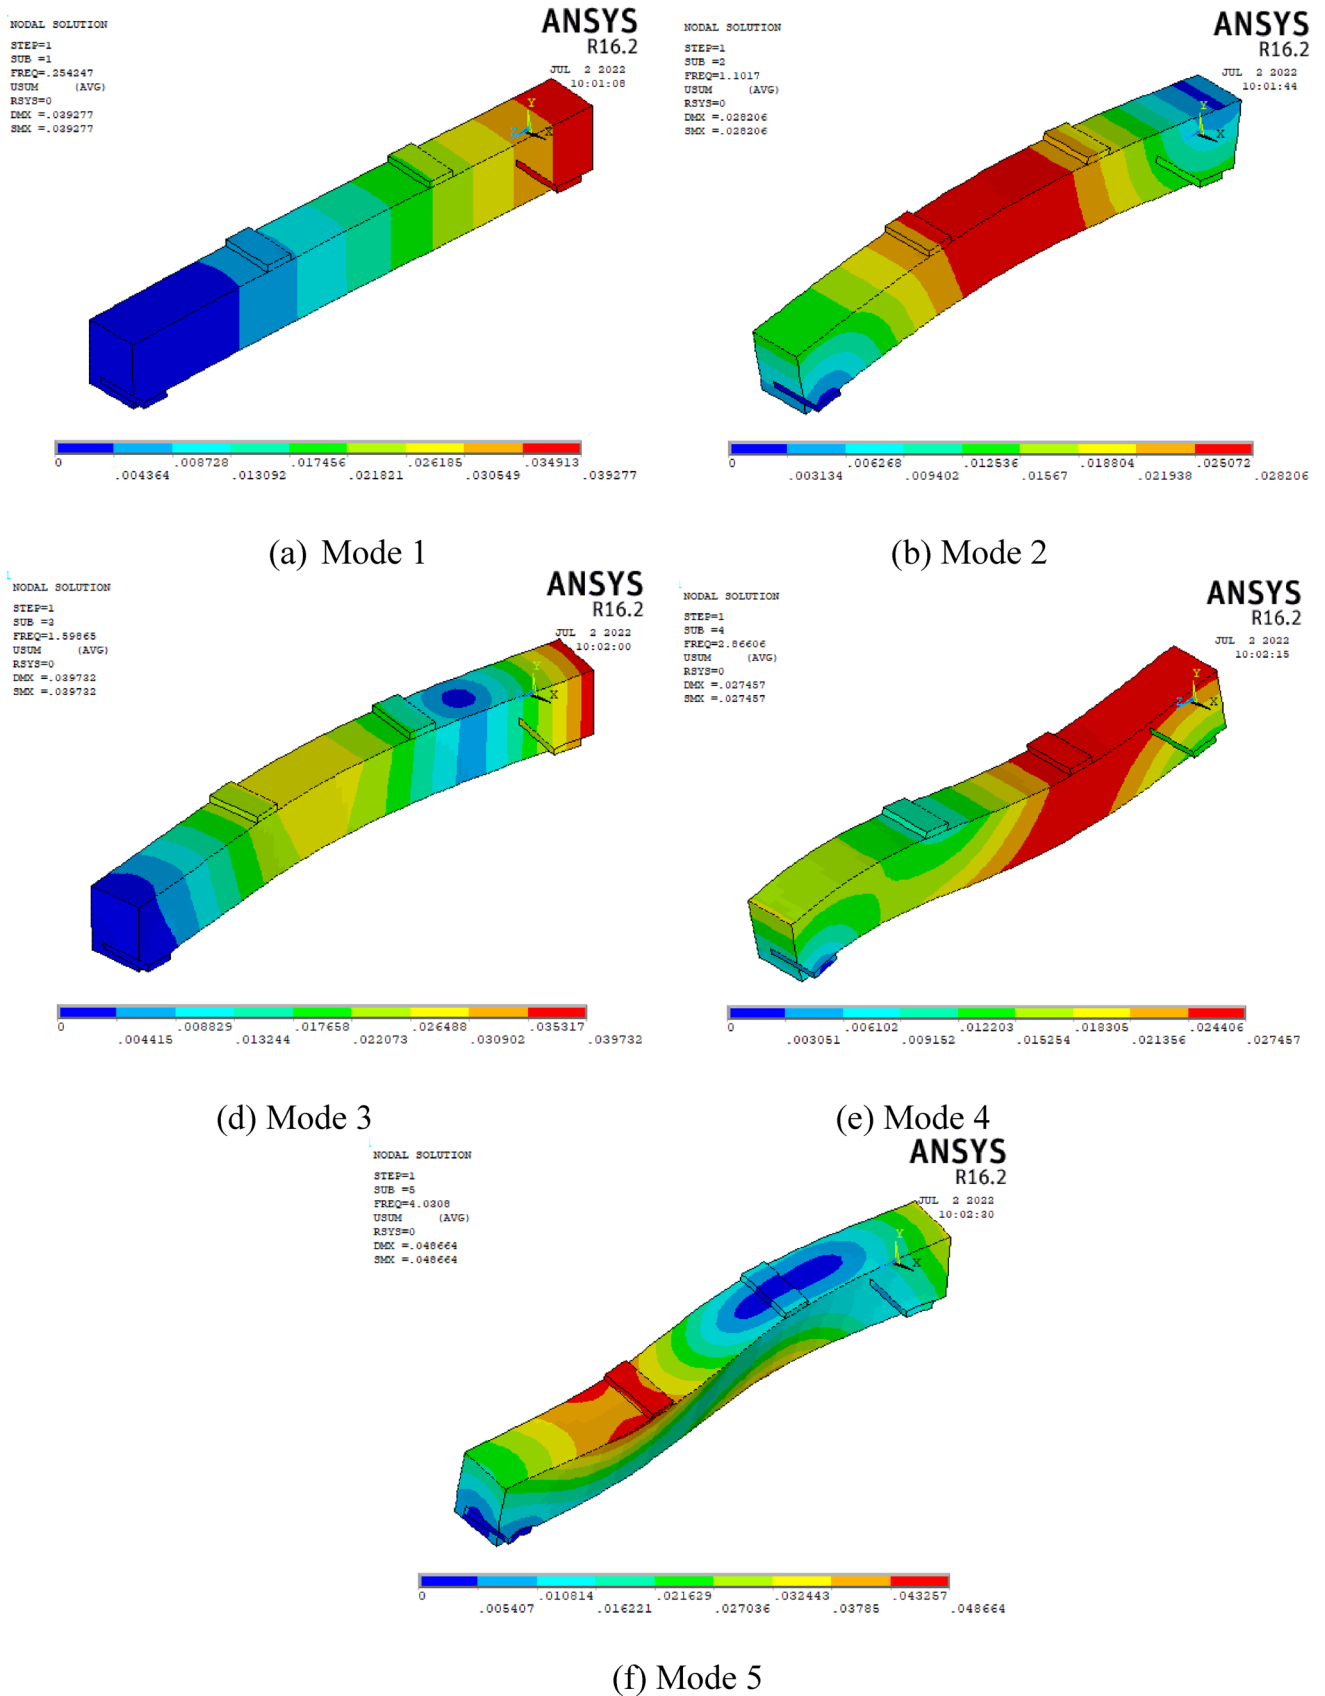 NODAL SOLUTION
STEP=1
SUB =1
FREQ=.254247
USUM (AVG)
RSYS=0
DMX =.039277
SMX =.039277
ANSYS
R16.2
JUL 2 2022
10:01:08
Y
Z X
0 .008728 .017456 .026185 .034913
.004364 .013092 .021821 .030549 .039277
(a) Mode 1
NODAL SOLUTION
STEP=1
SUB =2
FREQ=1.1017
USUM (AVG)
RSYS=0
DMX =.028206
SMX =.028206
ANSYS
R16.2
JUL 2 2022
10:01:44
Y
X
0 .006268 .012536 .018804 .025072
.003134 .009402 .01567 .021938 .028206
(b) Mode 2
1
NODAL SOLUTION
STEP=1
SUB =3
FREQ=1.59865
USUM (AVG)
RSYS=0
DMX =.039732
SMX =.039732
ANSYS
R16.2
JUL 2 2022
10:02:00
Y
X
0 .008829 .017658 .026488 .035317
.004415 .013244 .022073 .030902 .039732
(d) Mode 3
1
NODAL SOLUTION
STEP=1
SUB =4
FREQ=2.86606
USUM (AVG)
RSYS=0
DMX =.027457
SMX =.027457
ANSYS
R16.2
JUL 2 2022
10:02:15
Y
Z X
0 .006102 .012203 .018305 .024406
.003051 .009152 .015254 .021356 .027457
(e) Mode 4
1
NODAL SOLUTION
STEP=1
SUB =5
FREQ=4.0308
USUM (AVG)
RSYS=0
DMX =.048664
SMX =.048664
ANSYS
R16.2
JUL 2 2022
10:02:30
Y
X
0 .010814 .021629 .032443 .043257
.005407 .016221 .027036 .03785 .048664
(f) Mode 5